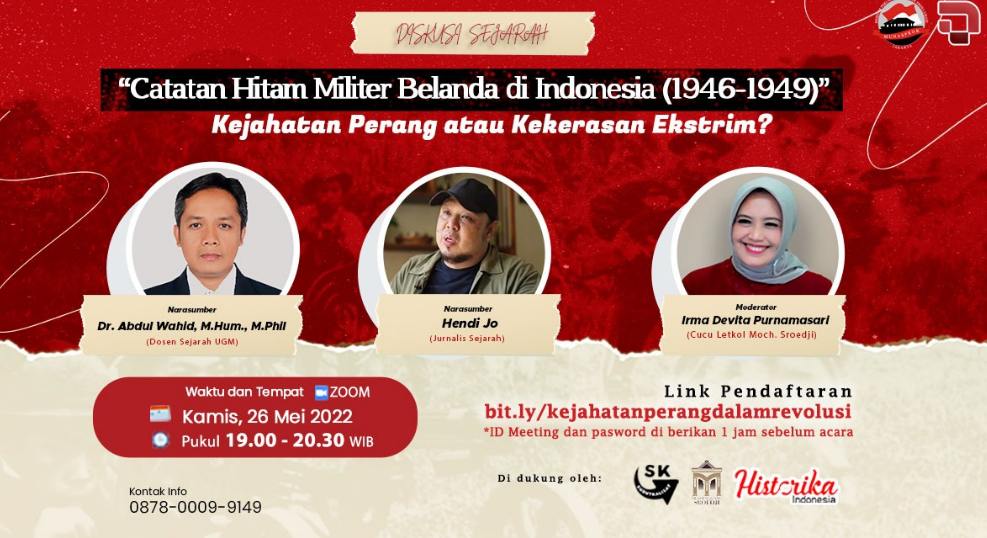 DISKUSI SEJARAH
“Catatan Hitam Militer Belanda di Indonesia (1946-1949)”
Kejahatan Perang atau Kekerasan Ekstrim?
Narasumber
Dr. Abdul Wahid, M.Hum., M.Phil
(Dosen Sejarah UGM)
Narasumber
Hendi Jo
(Jurnalis Sejarah)
Moderator
Irma Devita Purnamasari
(Cucu Letkol Moch. Sroedji)
Waktu dan Tempat ZOOM
Kamis, 26 Mei 2022
Pukul 19.00 - 20.30 WIB
Link Pendaftaran
bit.ly/kejahatanperangdalamrevolusi
*ID Meeting dan pasword di berikan 1 jam sebelum acara
Di dukung oleh:
SK
Historika
Indonesia
Kontak Info
0878-0009-9149